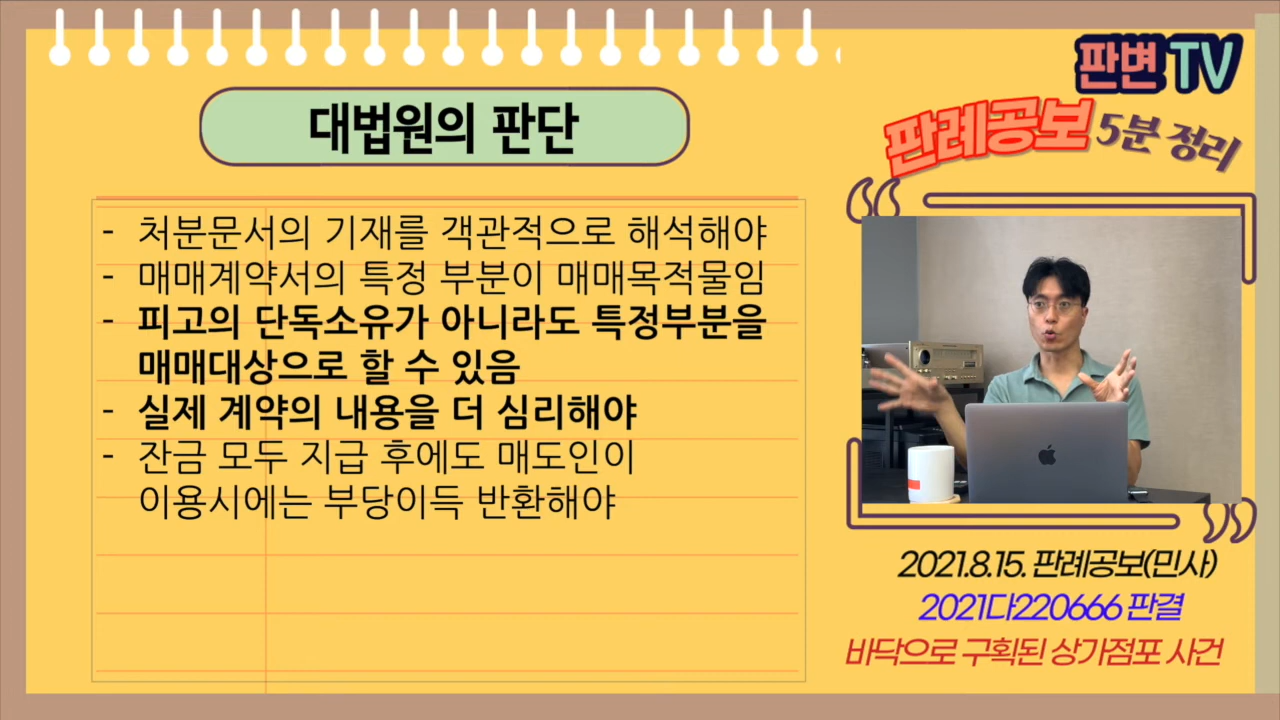 판변 TV
판례공보 5분 정리
대법원의 판단
- 처분문서의 기재를 객관적으로 해석해야
- 매매계약서의 특정 부분이 매매목적물임
- 피고의 단독소유가 아니라도 특정부분을
매매대상으로 할 수 있음
- 실제 계약의 내용을 더 심리해야
- 잔금 모두 지급 후에도 매도인이
이용시에는 부당이득 반환해야
2021.8.15. 판례공보(민사)
2021다220666 판결
바닥으로 구획된 상가점포 사건